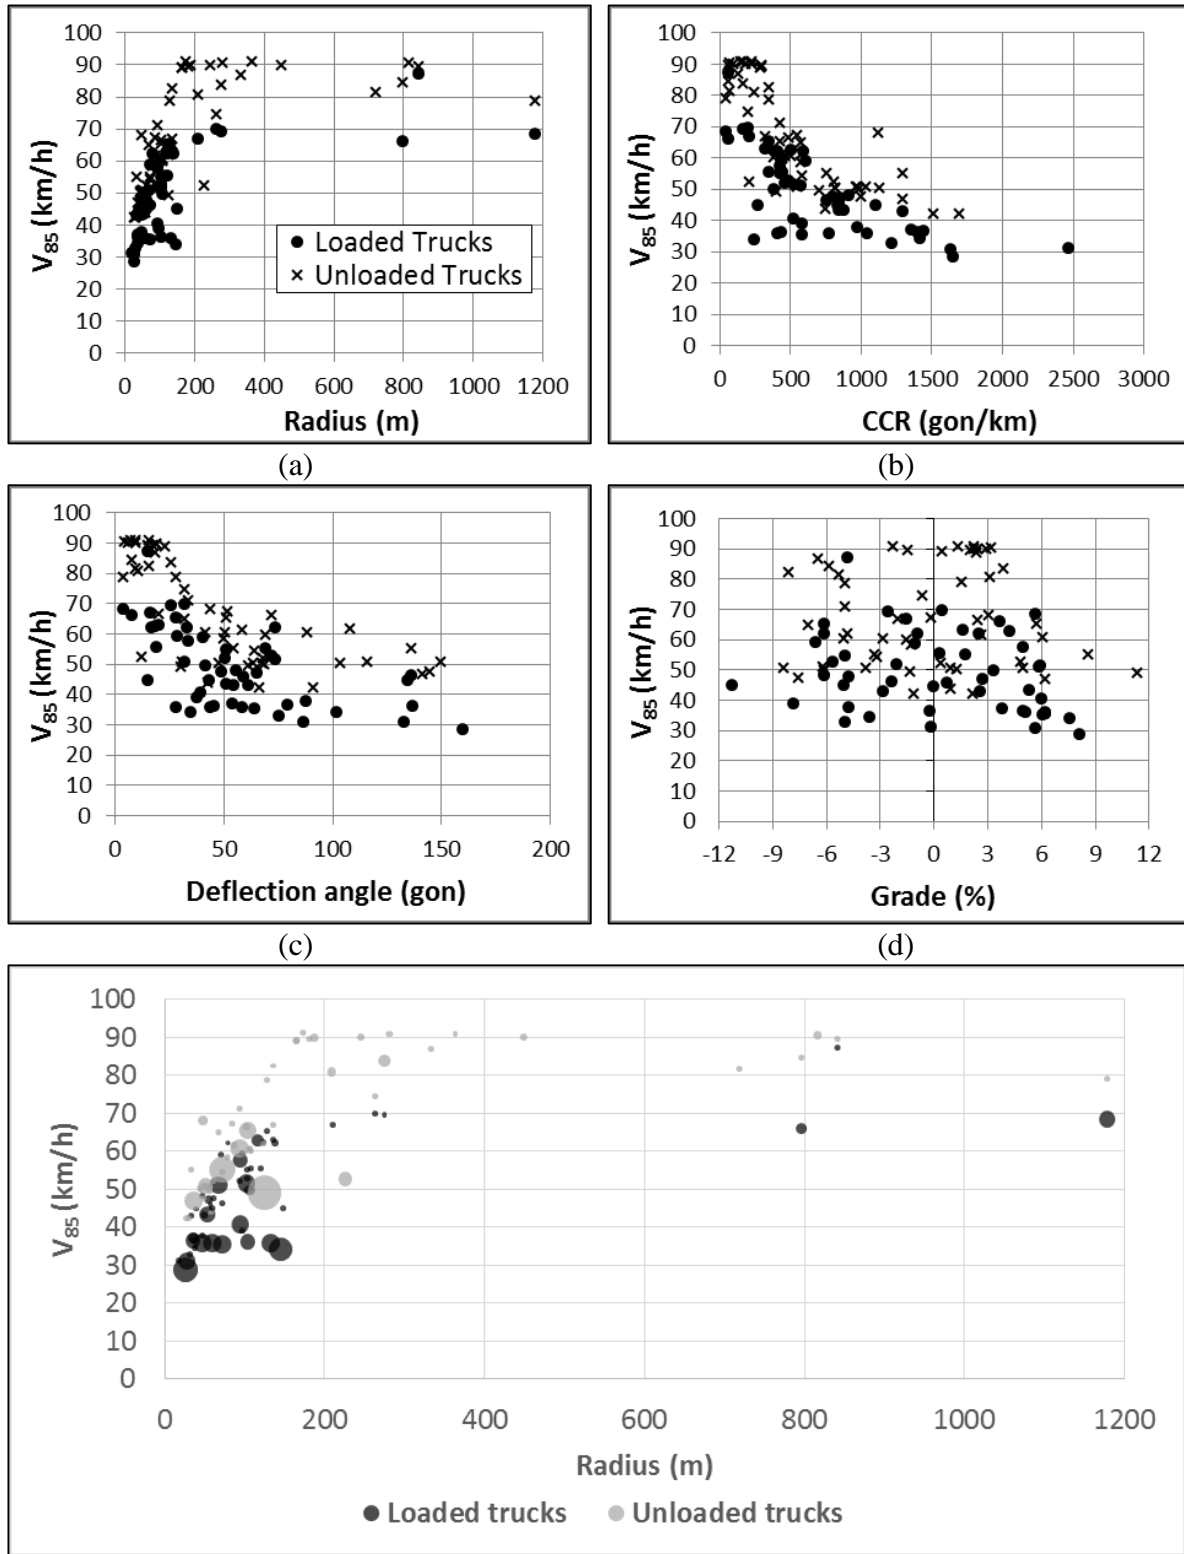 100
90
80
70
60
50
40
30
20
10
0
V85 (km/h)
Loaded Trucks
Unloaded Trucks
0 200 400 600 800 1000 1200
Radius (m)
(a)
100
90
80
70
60
50
40
30
20
10
0
V85 (km/h)
0 500 1000 1500 2000 2500 3000
CCR (gon/km)
(b)
100
90
80
70
60
50
40
30
20
10
0
V85 (km/h)
0 50 100 150 200
Deflection angle (gon)
(c)
100
90
80
70
60
50
40
30
20
10
0
V85 (km/h)
-12 -9 -6 -3 0 3 6 9 12
Grade (%)
(d)
100
90
80
70
60
50
40
30
20
10
0
V85 (km/h)
0 200 400 600 800 1000 1200
Radius (m)
Loaded trucks Unloaded trucks